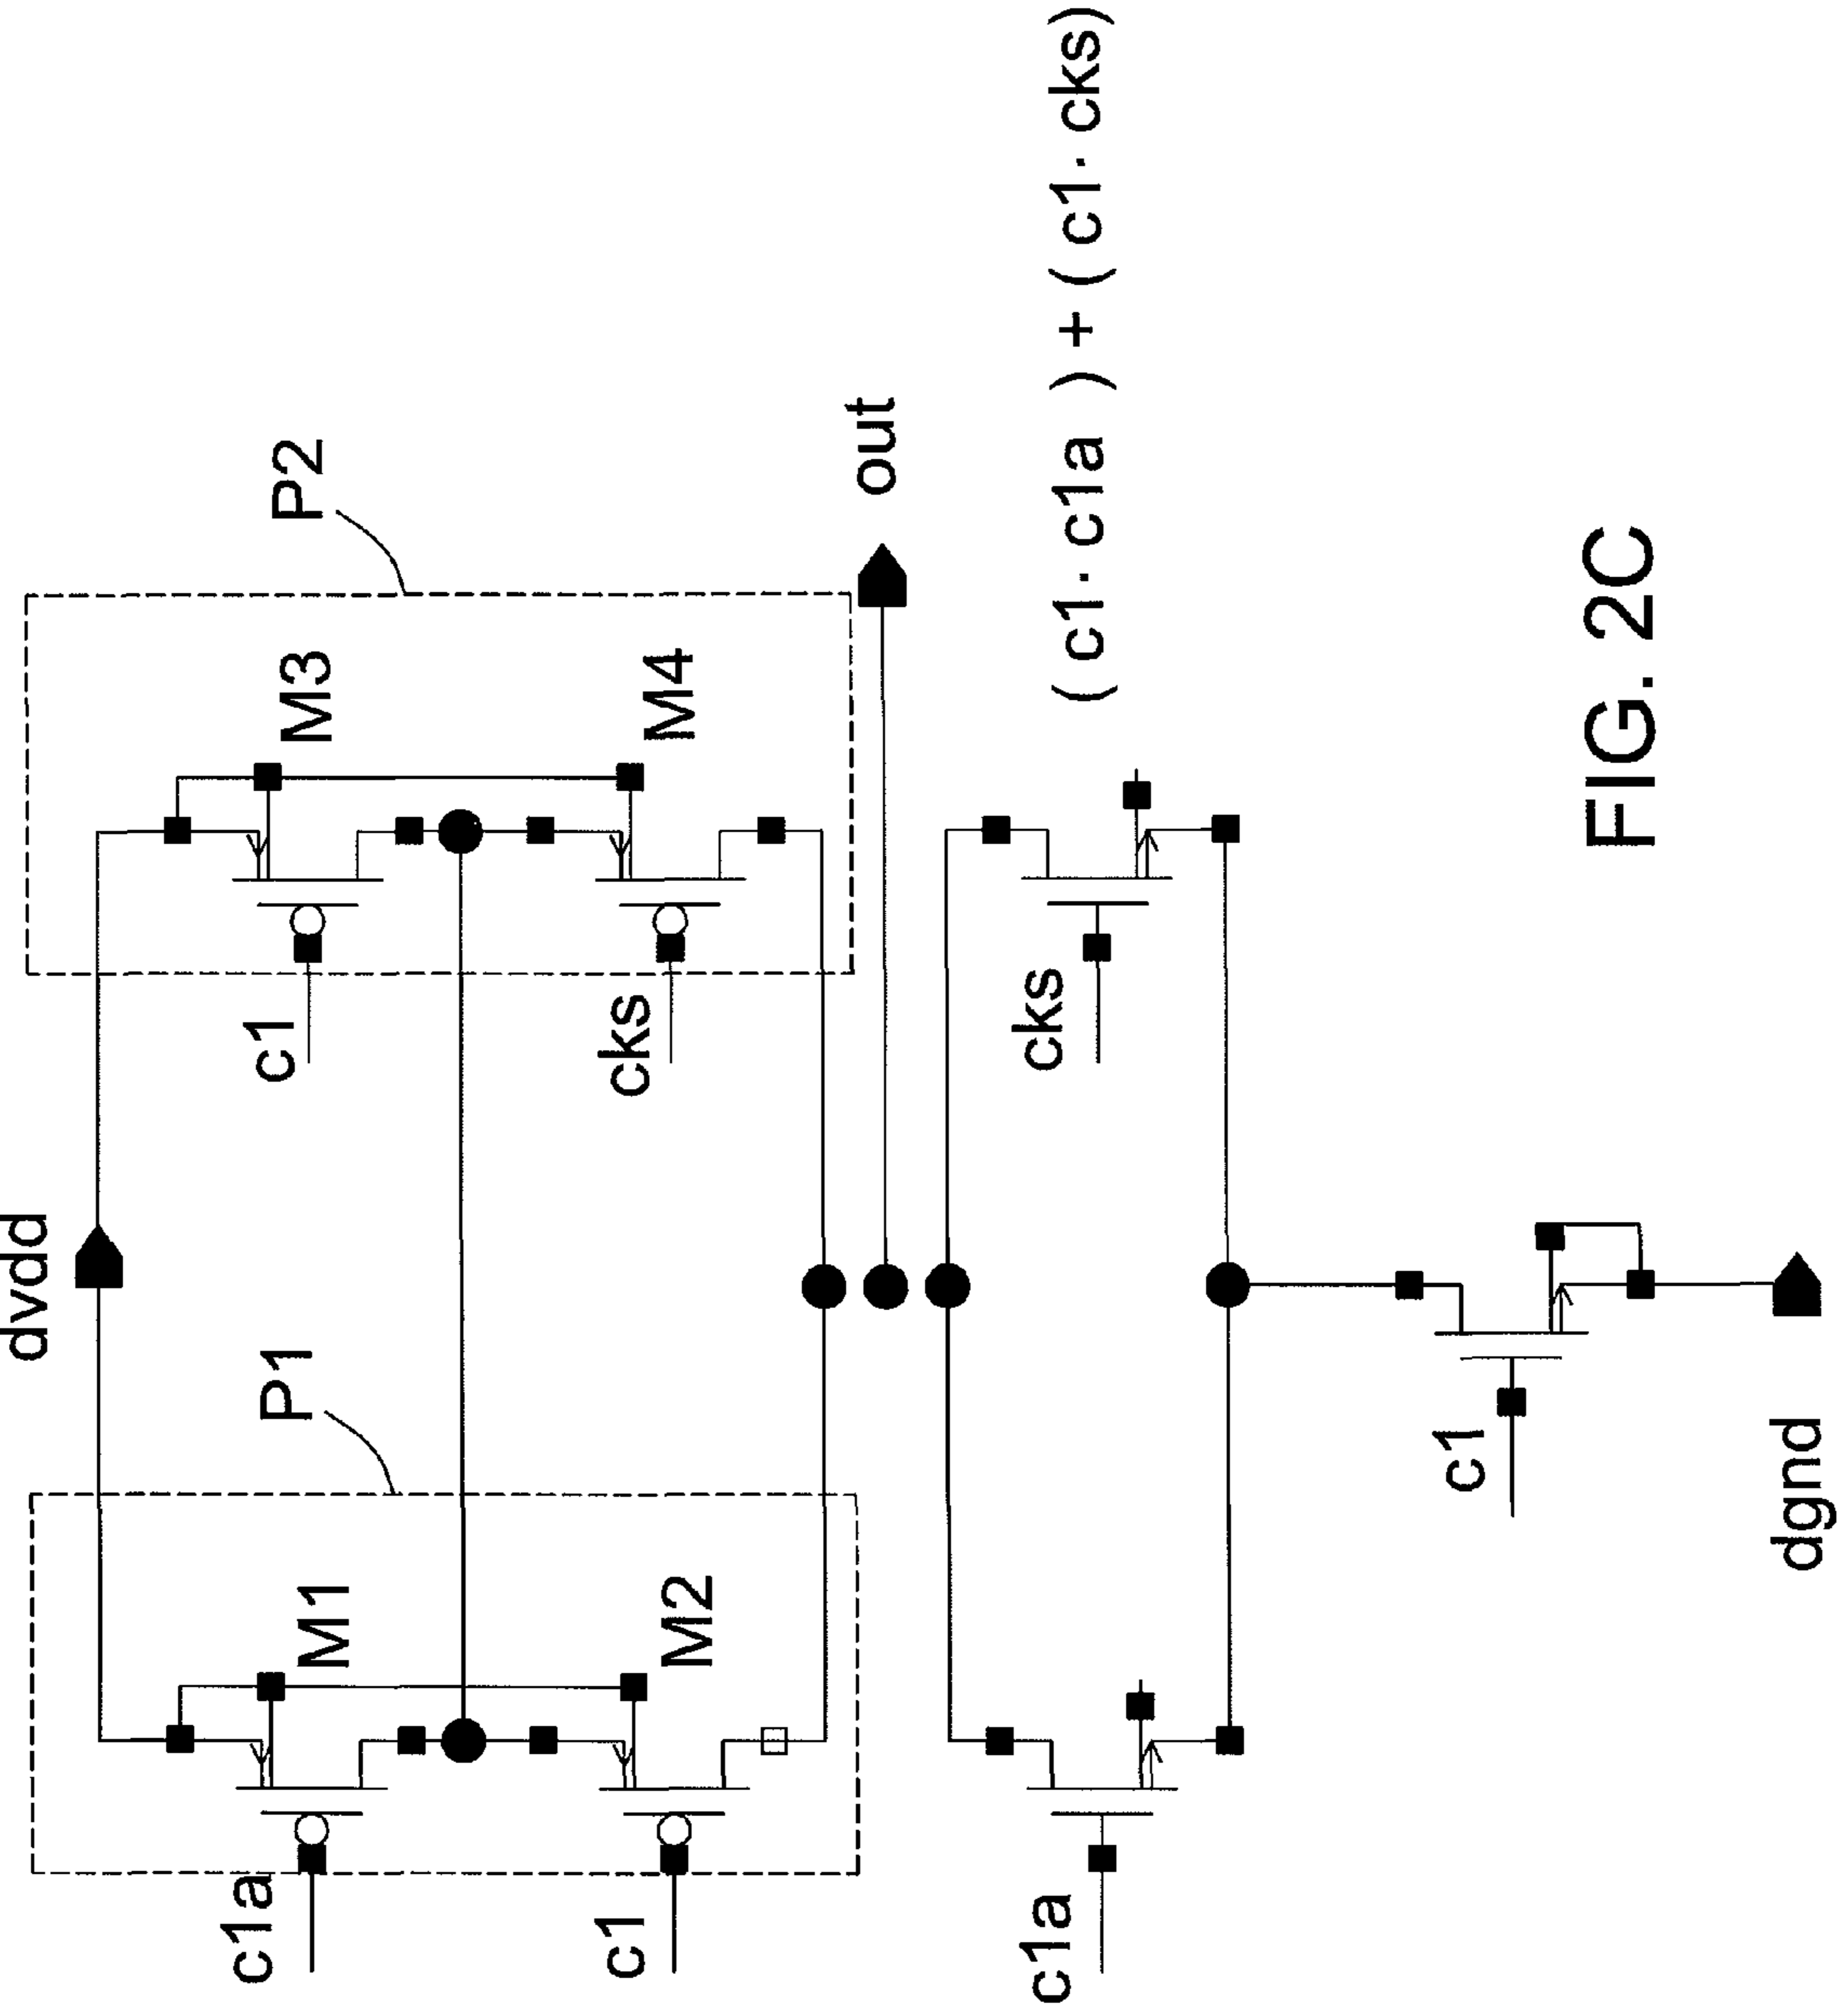 dvdd
P1
P2
c1a
M1
c1
M3
c1
M2
cks
M4
out
c1a
cks
(c1·c1a )+(c1·cks)
c1
dgnd
FIG. 2C